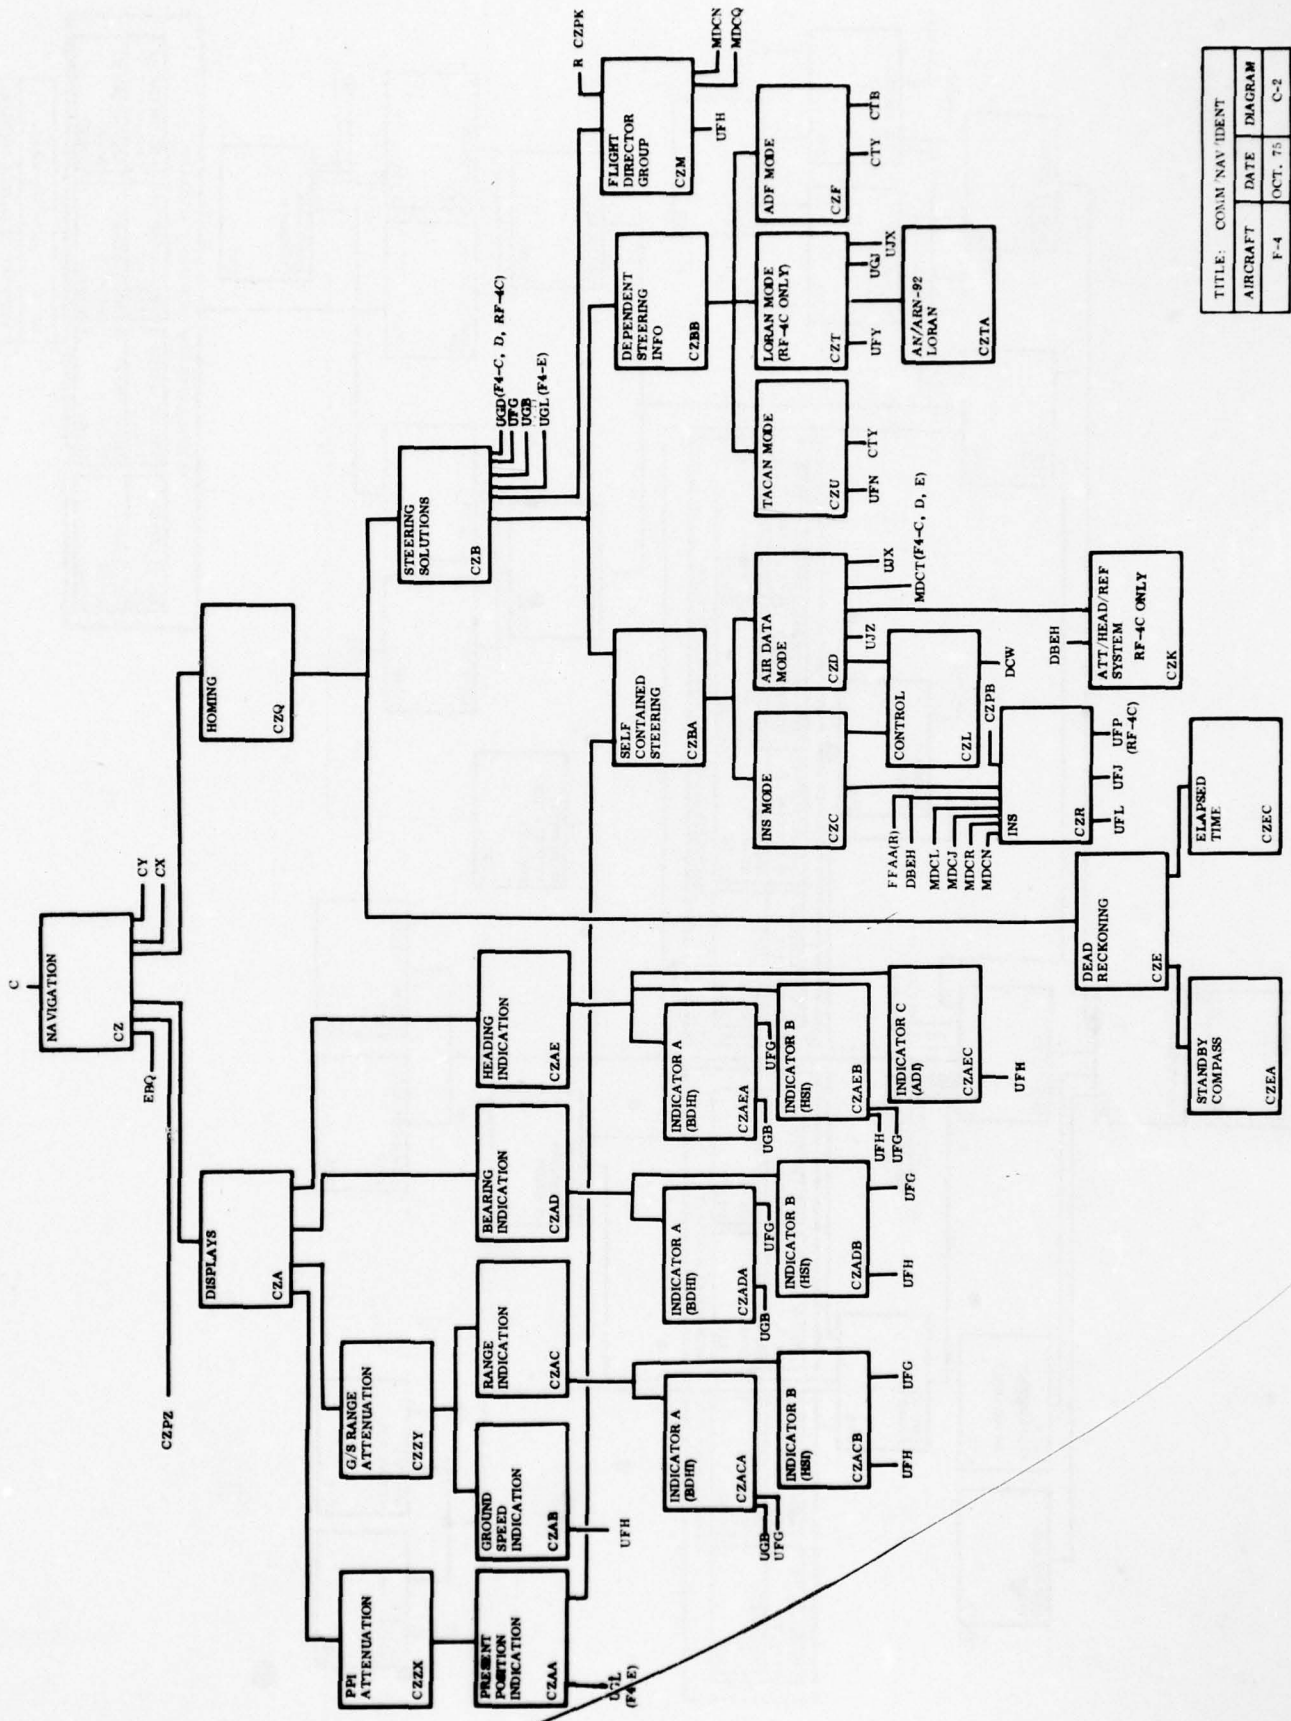 C
NAVIGATION
CZ
EBQ
CY
CX
CZPZ
DISPLAYS
CZA
HOMING
CZQ
PPI
ATTENUATION
CZZX
G/S RANGE
ATTENUATION
CZZY
STEERING
SOLUTIONS
CZB
UGD(F4-C, D, RF-4C)
UFG
UGB
UGL(F4-E)
PRESENT
POSITION
INDICATION
CZAA
UGL
(F4-E)
GROUND
SPEED
INDICATION
CZAB
UFH
RANGE
INDICATION
CZAC
BEARING
INDICATION
CZAD
HEADING
INDICATION
CZAE
SELF
CONTAINED
STEERING
CZBA
DEPENDENT
STEERING
INFO
CZBB
R CZPK
FLIGHT
DIRECTOR
GROUP
CZM
UFH
MDCN
MDCQ
INDICATOR A
(BDHI)
CZACA
UGB
UFG
INDICATOR B
(HSI)
CZACB
UFH
UFG
INDICATOR A
(BDHI)
CZADA
UGB
UFG
INDICATOR B
(HSI)
CZADB
UFH
UFG
INDICATOR A
(BDHI)
CZAEA
UGB
UFG
INDICATOR B
(HSI)
CZAEB
UFH
UFG
INDICATOR C
(ADI)
CZAEC
UFH
INS MODE
CZC
AIR DATA
MODE
CZD
UJZ
MDCT(F4-C, D, E)
UJX
TACAN MODE
CZU
UFN
CTY
LORAN MODE
(RF-4C ONLY)
CZT
UFY
UGJ
UJX
ADF MODE
CZF
CTY
CTB
CONTROL
CZL
DCW
AN/ARN-92
LORAN
CZTA
FFAA(R)
DBEH
MDCL
MDCJ
MDCR
MDCN
CZPB
INS
CZR
UFL
UFJ
UFP
(RF-4C)
DBEH
ATT/HEAD/REF
SYSTEM
RF-4C ONLY
CZK
DEAD
RECKONING
CZE
STANDBY
COMPASS
CZEA
ELAPSED
TIME
CZEC
TITLE: COMM/NAV/IDENT
AIRCRAFT DATE DIAGRAM
F-4 OCT. 75 C-2